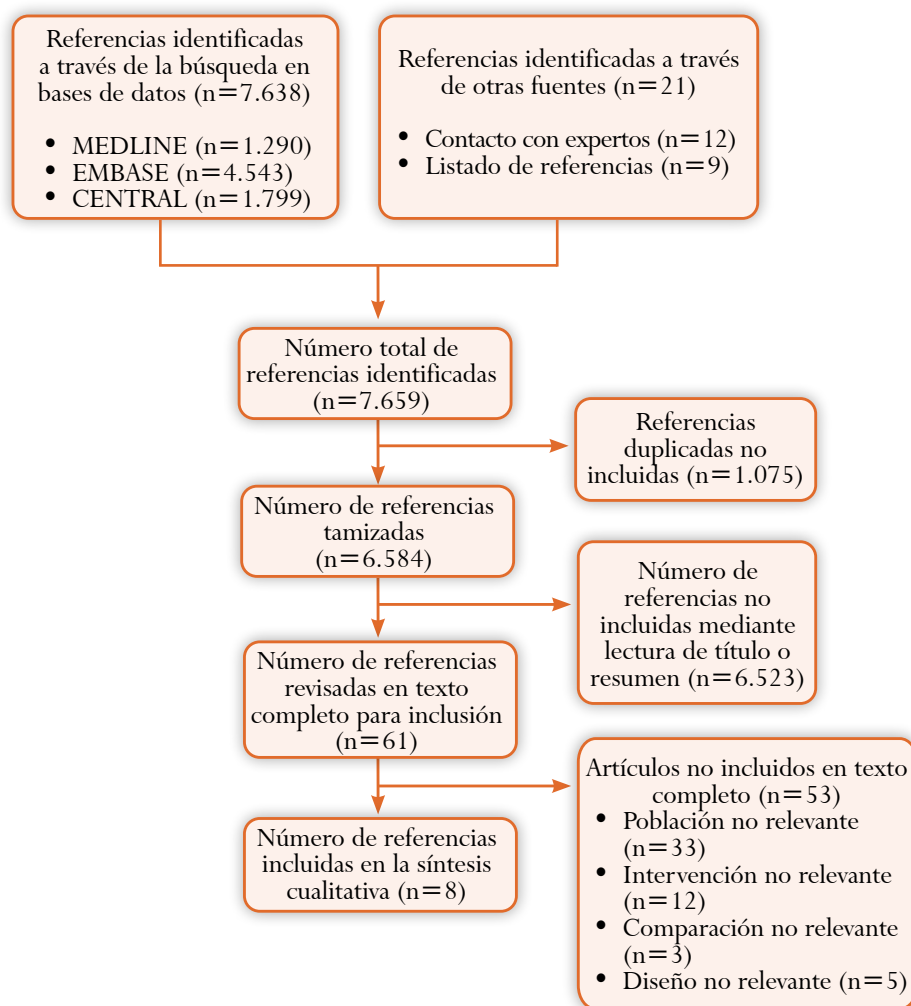 Referencias identificadas
a través de la búsqueda en
bases de datos (n=7.638)
• MEDLINE (n=1.290)
• EMBASE (n=4.543)
• CENTRAL (n=1.799)
Referencias identificadas a través
de otras fuentes (n=21)
• Contacto con expertos (n=12)
• Listado de referencias (n=9)
Número total de
referencias identificadas
(n=7.659)
Referencias
duplicadas no
incluidas (n=1.075)
Número de referencias
tamizadas
(n=6.584)
Número de
referencias no
incluidas mediante
lectura de título o
resumen (n=6.523)
Número de referencias
revisadas en texto
completo para inclusión
(n=61)
Artículos no incluidos en texto
completo (n=53)
• Población no relevante
(n=33)
• Intervención no relevante
(n=12)
• Comparación no relevante
(n=3)
• Diseño no relevante (n=5)
Número de referencias
incluidas en la síntesis
cualitativa (n=8)